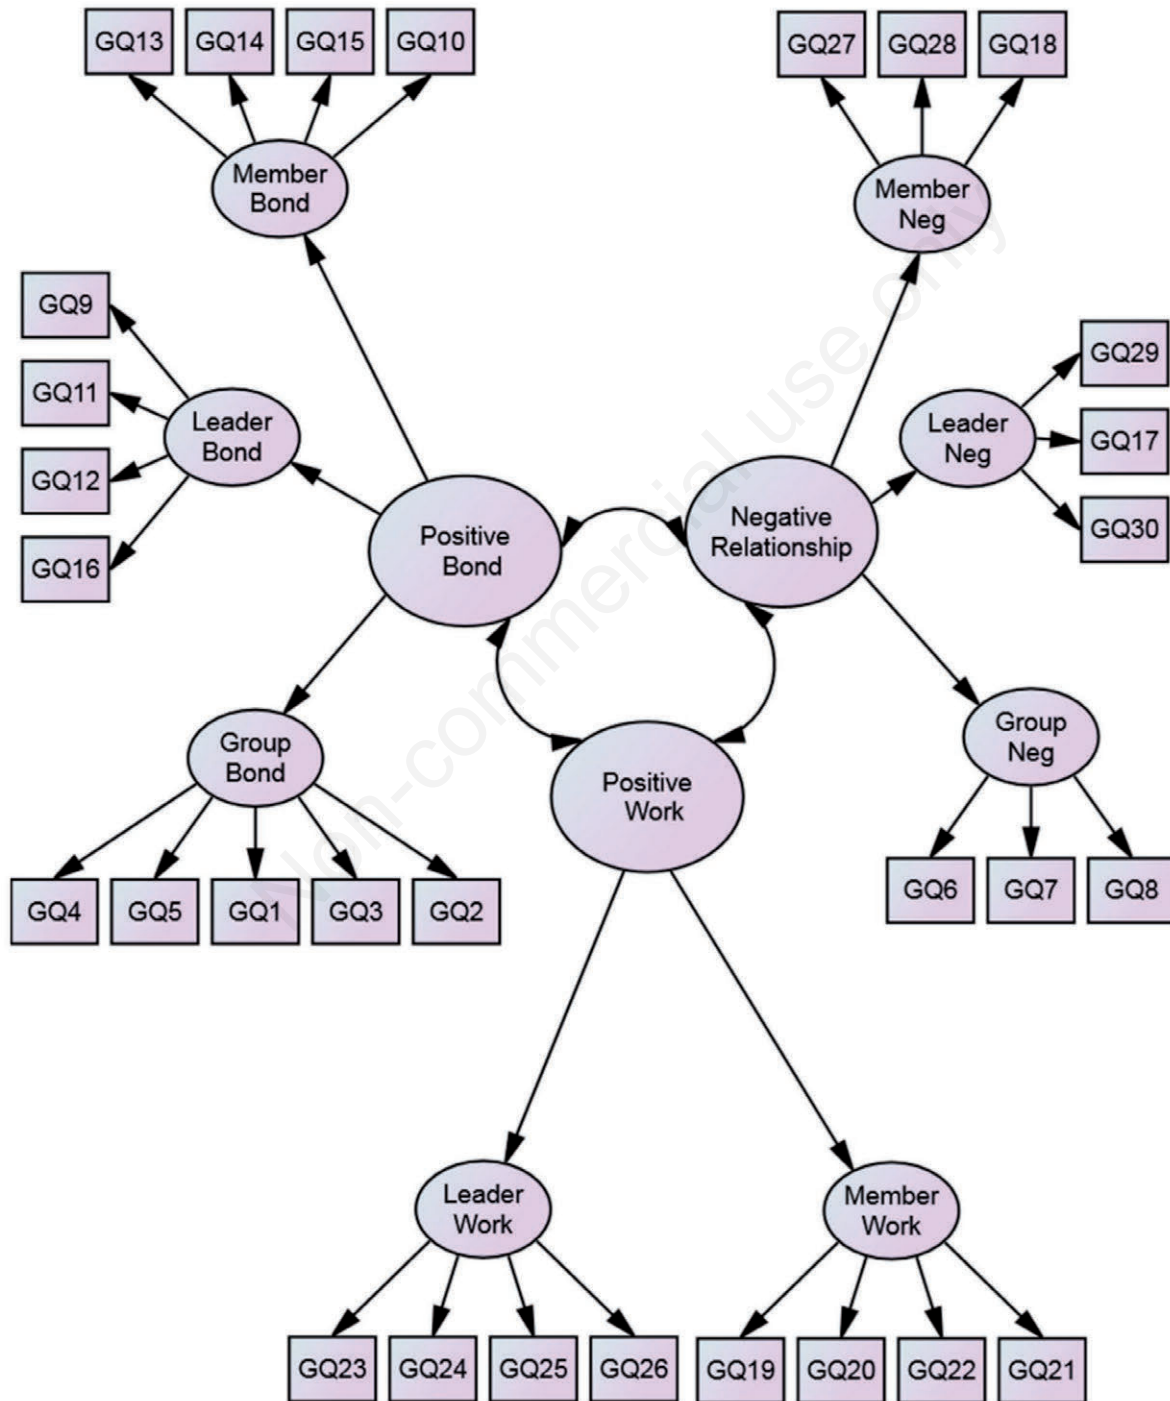 GQ13 GQ14 GQ15 GQ10
GQ27 GQ28 GQ18
Member
Bond
Member
Neg
GQ9
GQ11
GQ12
GQ16
Leader
Bond
GQ29
GQ17
GQ30
Leader
Neg
Positive
Bond
Negative
Relationship
Group
Bond
Positive
Work
Group
Neg
GQ4 GQ5 GQ1 GQ3 GQ2
GQ6 GQ7 GQ8
Leader
Work
Member
Work
GQ23 GQ24 GQ25 GQ26
GQ19 GQ20 GQ22 GQ21
Non-commercial use only